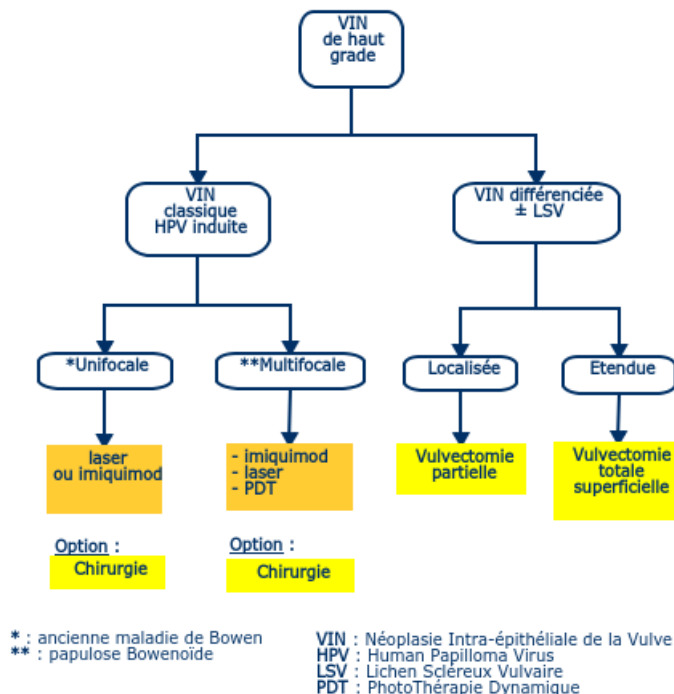 VIN
de haut
grade
VIN
classique
HPV induite
VIN différenciée
± LSV
*Unifocale
**Multifocale
Localisée
Etendue
laser
ou imiquimod
- imiquimod
- laser
- PDT
Vulvectomie
partielle
Vulvectomie
totale
superficielle
Option :
Chirurgie
Option :
Chirurgie
* : ancienne maladie de Bowen
** : papulose Bowenoïde
VIN : Néoplasie Intra-épithéliale de la Vulve
HPV : Human Papilloma Virus
LSV : Lichen Scléreux Vulvaire
PDT : PhotoThérapie Dynamique